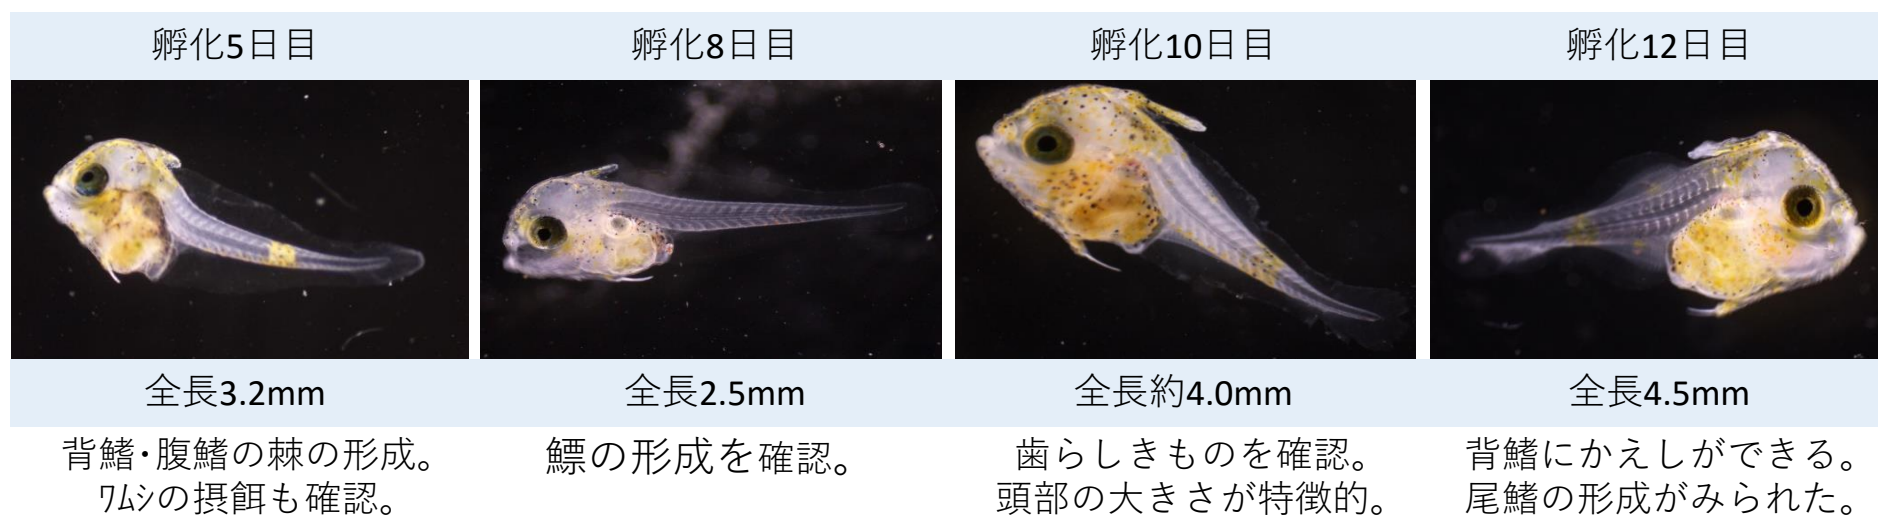 孵化5日目
孵化8日目
孵化10日目
孵化12日目
全長3.2mm
全長2.5mm
全長約4.0mm
全長4.5mm
背鰭･腹鰭の棘の形成。
ﾜﾑｼの摂餌も確認。
鰾の形成を確認。
歯らしきものを確認。
頭部の大きさが特徴的。
背鰭にかえしができる。
尾鰭の形成がみられた。